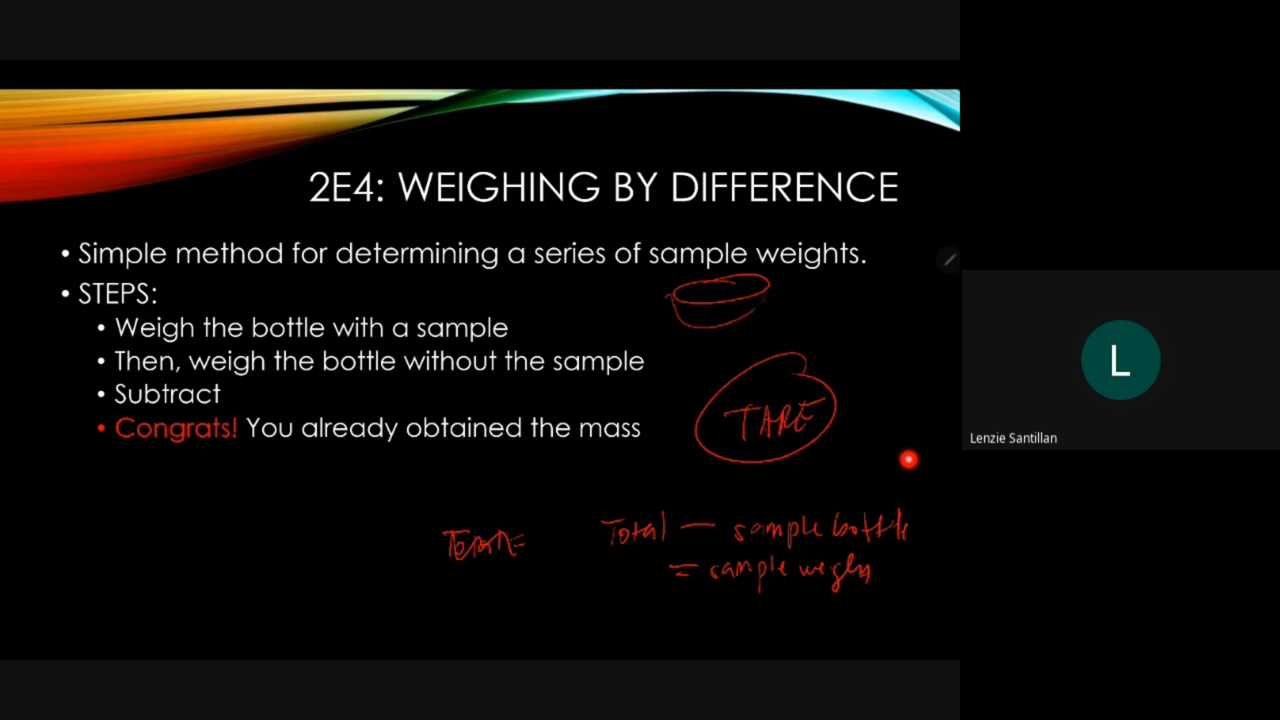 2E4: WEIGHING BY DIFFERENCE
• Simple method for determining a series of sample weights.
• STEPS:
• Weigh the bottle with a sample
• Then, weigh the bottle without the sample
• Subtract
• Congrats! You already obtained the mass
TARE
Total — sample bottle
= sample weight
L
Lenzie Santillan